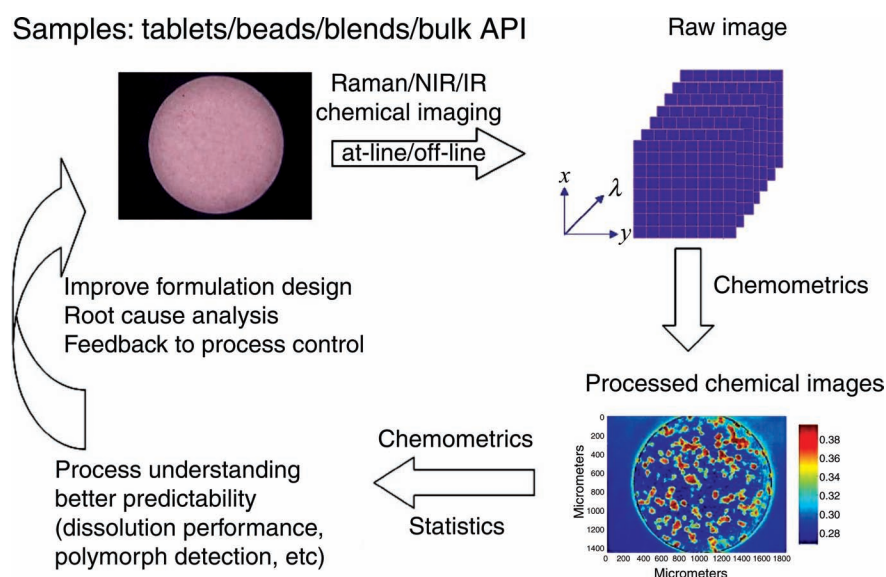 Samples: tablets/beads/blends/bulk API
Raw image
Raman/NIR/IR
chemical imaging
at-line/off-line
x
λ
y
Chemometrics
Improve formulation design
Root cause analysis
Feedback to process control
Processed chemical images
0
200
400
600
800
1000
1200
1400
Micrometers
0 200 400 600 800 1000 1200 1400 1600 1800
Micrometers
0.38
0.36
0.34
0.32
0.30
0.28
Chemometrics
Statistics
Process understanding
better predictability
(dissolution performance,
polymorph detection, etc)